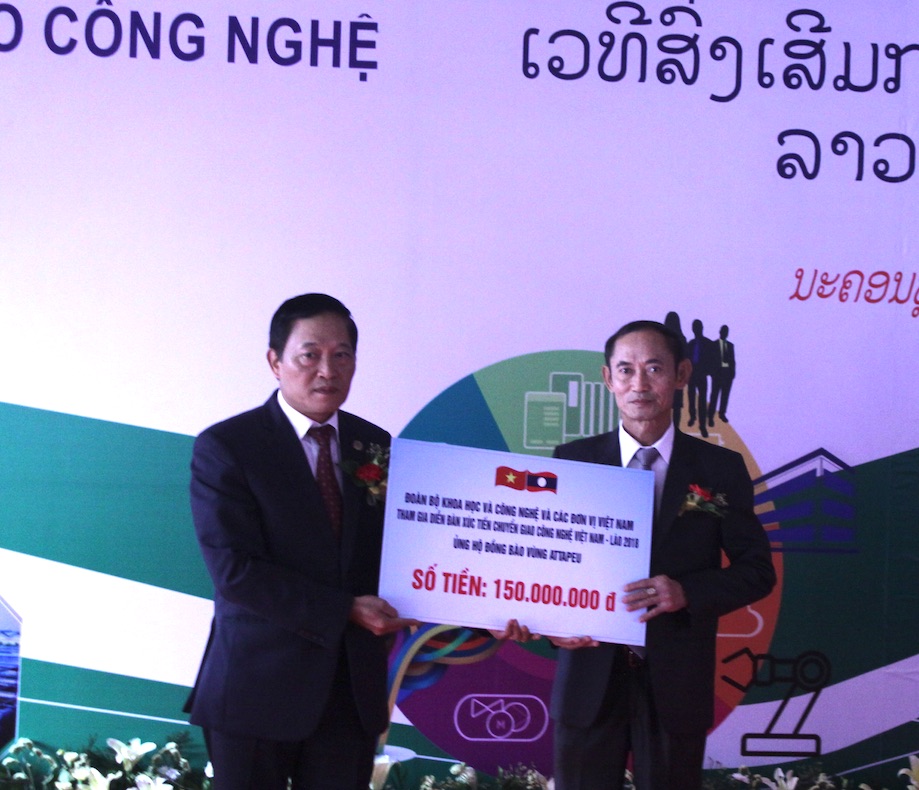 O CÔNG NGHỆ
ເວທີສົ່ງເສີມກ
ລາວ
ນະຄອນ
ĐOÀN BỘ KHOA HỌC VÀ CÔNG NGHỆ VÀ CÁC ĐƠN VỊ VIỆT NAM
THAM GIA DIỄN ĐÀN XÚC TIẾN CHUYỂN GIAO CÔNG NGHỆ VIỆT NAM - LÀO 2018
ỦNG HỘ ĐỒNG BÀO VÙNG ATTAPEU
SỐ TIỀN: 150.000.000 đ